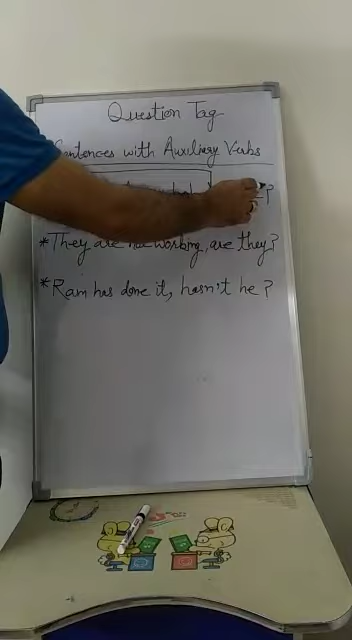 Question Tag
Sentences with Auxiliary Verbs
* They are not working, are they?
* Ram has done it, hasn't he?